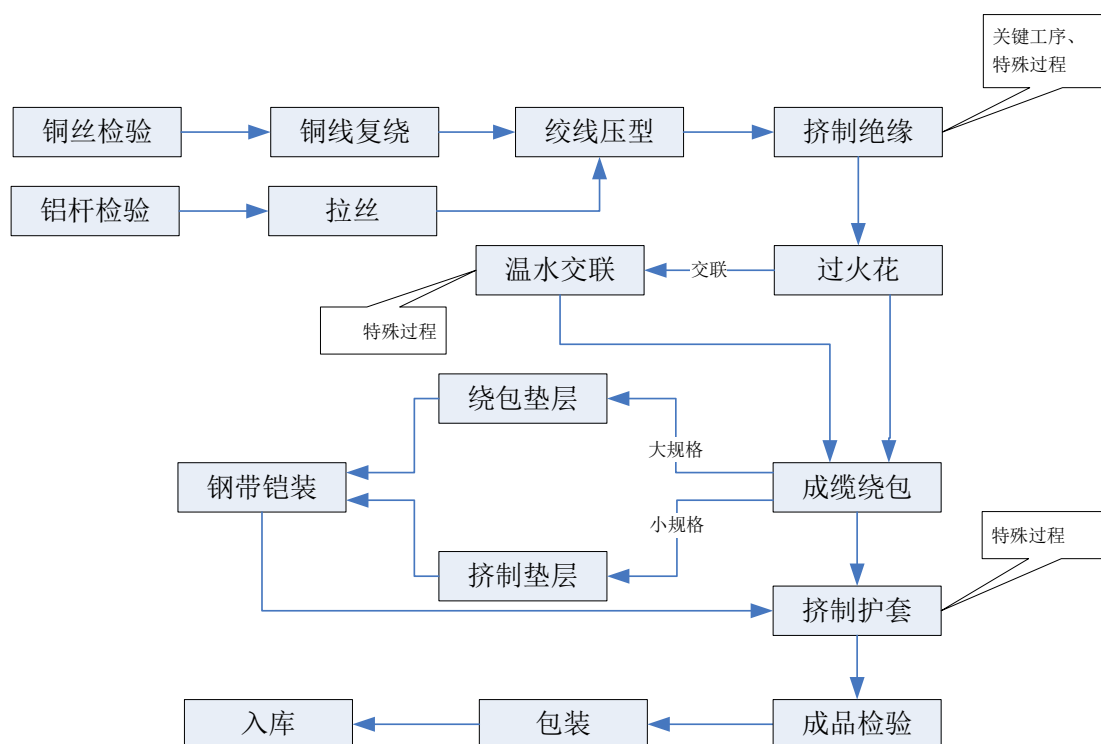 关键工序、
特殊过程
铜丝检验
铜线复绕
绞线压型
挤制绝缘
铝杆检验
拉丝
温水交联
交联
过火花
特殊过程
绕包垫层
大规格
钢带铠装
成缆绕包
小规格
特殊过程
挤制垫层
挤制护套
入库
包装
成品检验